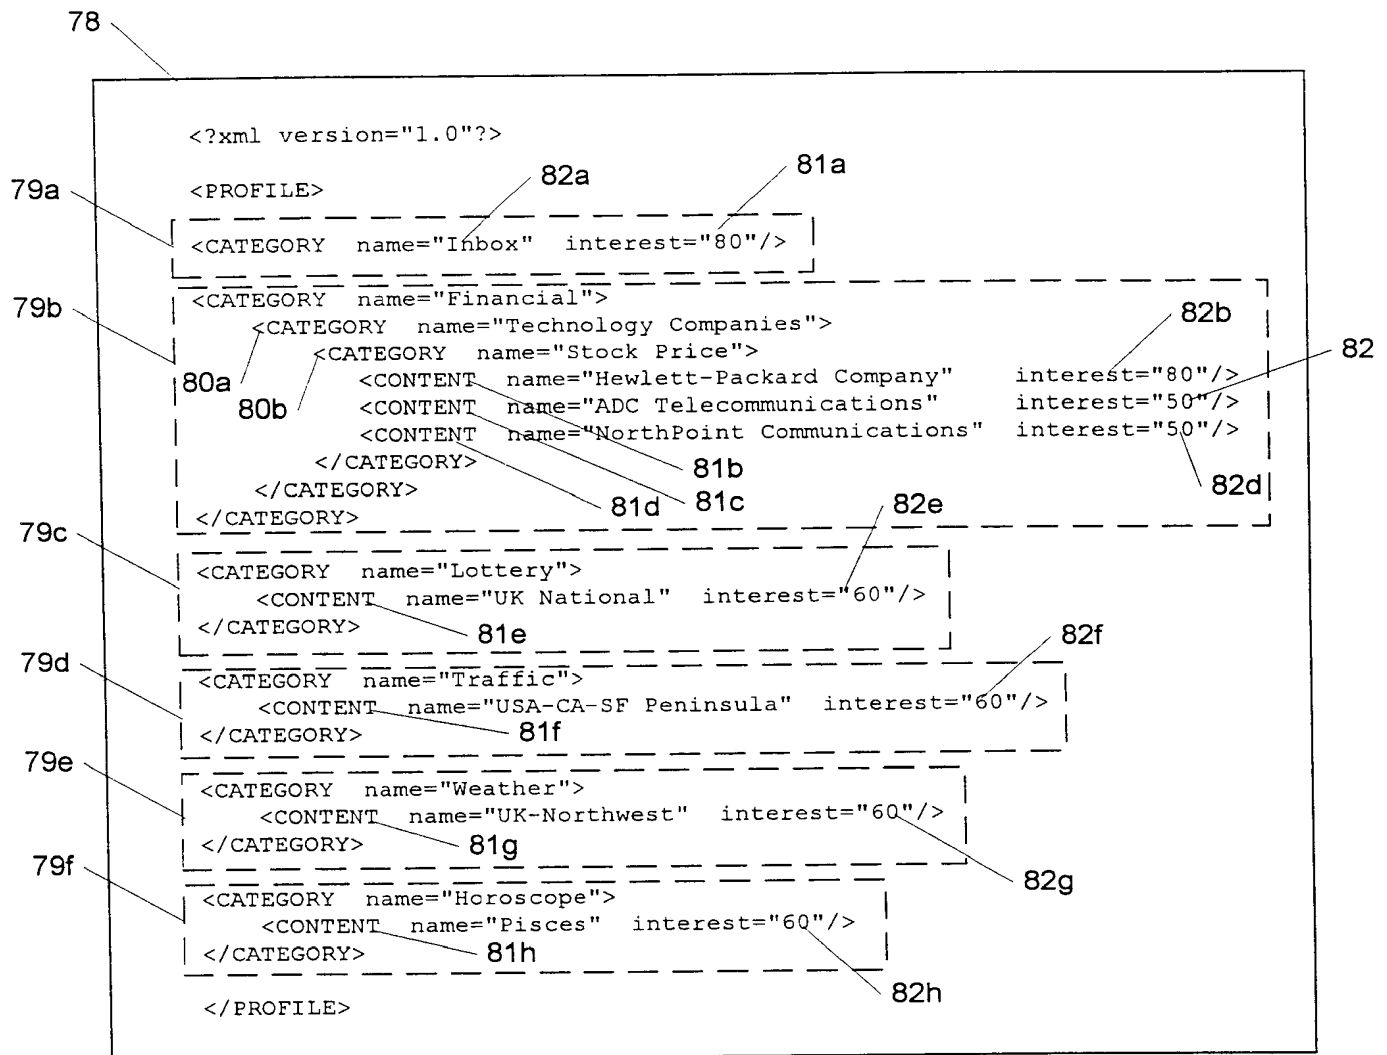 78
<?xml version="1.0"?>
79a
82a
81a
<PROFILE>
<CATEGORY name="Inbox" interest="80"/>
79b
<CATEGORY name="Financial">
<CATEGORY name="Technology Companies">
82b
82
<CATEGORY name="Stock Price">
80a
80b
<CONTENT name="Hewlett-Packard Company" interest="80"/>
<CONTENT name="ADC Telecommunications" interest="50"/>
<CONTENT name="NorthPoint Communications" interest="50"/>
</CATEGORY>
81b
82d
</CATEGORY>
81d
81c
</CATEGORY>
79c
82e
<CATEGORY name="Lottery">
<CONTENT name="UK National" interest="60"/>
</CATEGORY>
81e
79d
82f
<CATEGORY name="Traffic">
<CONTENT name="USA-CA-SF Peninsula" interest="60"/>
</CATEGORY>
81f
79e
<CATEGORY name="Weather">
<CONTENT name="UK-Northwest" interest="60"/>
</CATEGORY>
81g
79f
82g
<CATEGORY name="Horoscope">
<CONTENT name="Pisces" interest="60"/>
</CATEGORY>
81h
82h
</PROFILE>